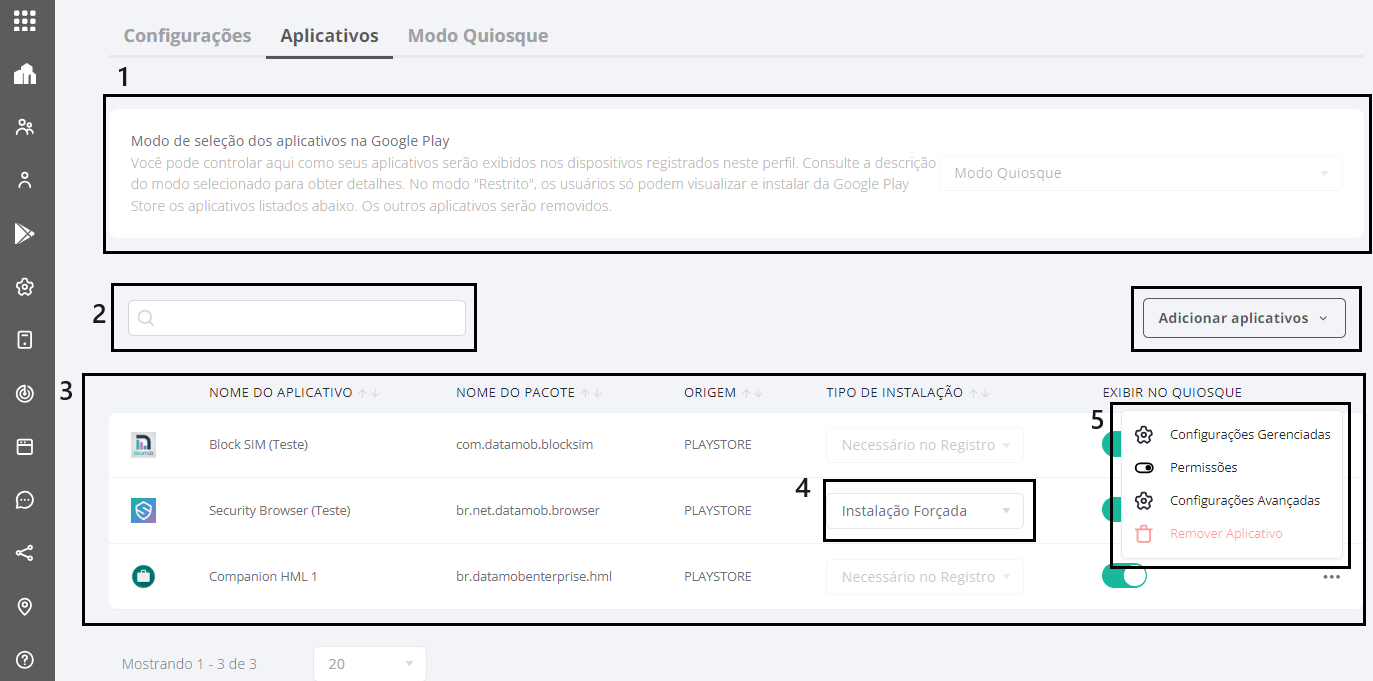 Configurações Aplicativos Modo Quiosque
1
Modo de seleção dos aplicativos na Google Play
Você pode controlar aqui como seus aplicativos serão exibidos nos dispositivos registrados neste perfil. Consulte a descrição
do modo selecionado para obter detalhes. No modo "Restrito", os usuários só podem visualizar e instalar da Google Play
Store os aplicativos listados abaixo. Os outros aplicativos serão removidos.
Modo Quiosque
2
Adicionar aplicativos
3
NOME DO APLICATIVO NOME DO PACOTE ORIGEM TIPO DE INSTALAÇÃO EXIBIR NO QUIOSQUE
Block SIM (Teste) com.datamob.blocksim PLAYSTORE Necessário no Registro
4
Security Browser (Teste) br.net.datamob.browser PLAYSTORE Instalação Forçada
Companion HML 1 br.datamobenterprise.hml PLAYSTORE Necessário no Registro
5
Configurações Gerenciadas
Permissões
Configurações Avançadas
Remover Aplicativo
Mostrando 1 - 3 de 3 20